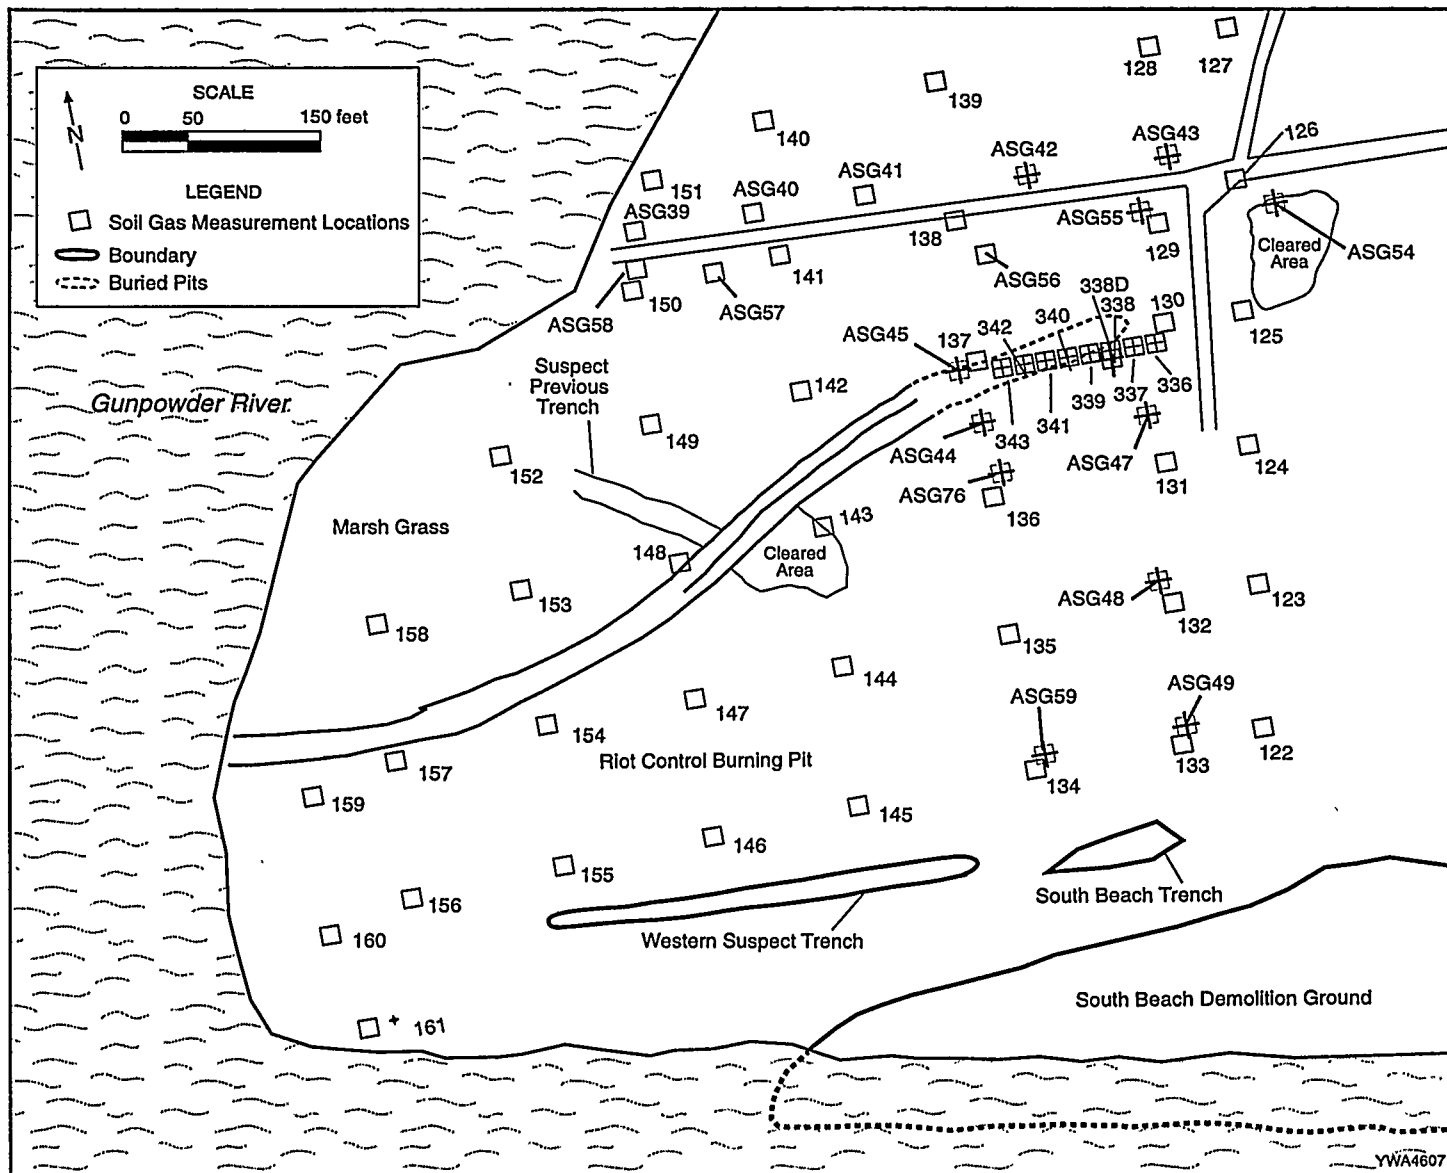 SCALE
0 50 150 feet
N
LEGEND
Soil Gas Measurement Locations
Boundary
Buried Pits
127
128
139
140
126
ASG43
ASG42
ASG41
151
ASG40
ASG39
138
ASG55
129
Cleared
Area
ASG54
141
ASG56
150
ASG57
ASG58
338D
338
130
125
340
342
137
ASG45
Suspect
Previous
Trench
142
336
337
339
341
343
Gunpowder River
149
ASG44
ASG47
124
152
131
ASG76
136
Marsh Grass
143
148
Cleared
Area
153
ASG48
123
132
158
135
144
ASG49
ASG59
147
154
122
133
Riot Control Burning Pit
157
134
159
145
146
155
South Beach Trench
156
160
Western Suspect Trench
South Beach Demolition Ground
161
YWA4607